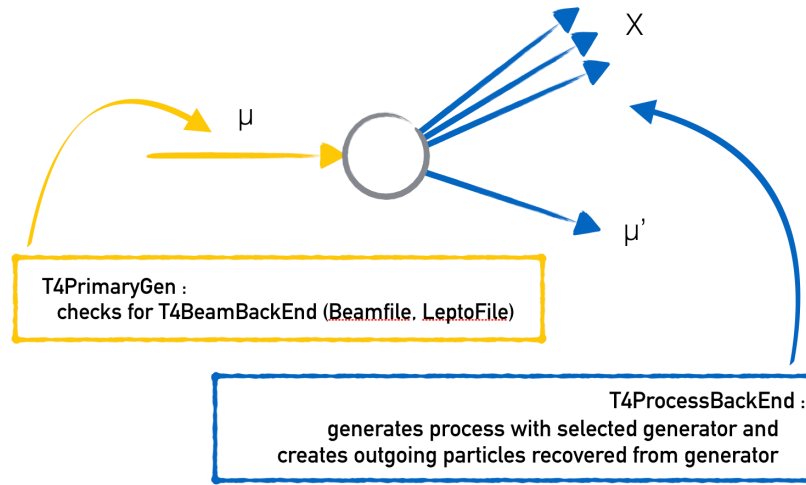 X
μ
μ’
T4PrimaryGen :
checks for T4BeamBackEnd (Beamfile, LeptoFile)
T4ProcessBackEnd :
generates process with selected generator and
creates outgoing particles recovered from generator